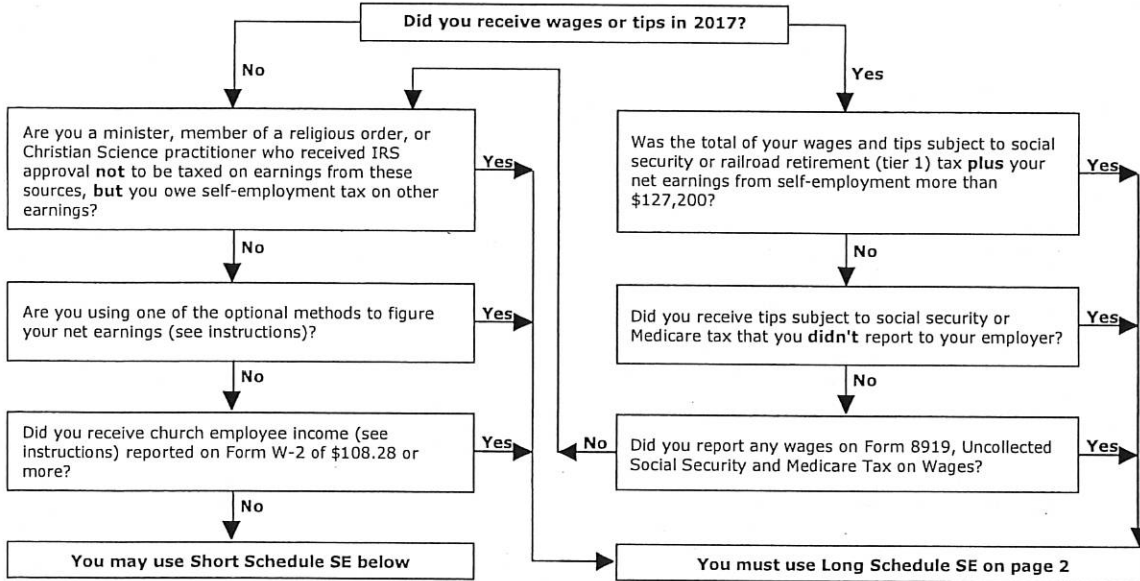 Did you receive wages or tips in 2017?
No
Yes
Are you a minister, member of a religious order, or
Christian Science practitioner who received IRS
approval not to be taxed on earnings from these
sources, but you owe self-employment tax on other
earnings?
Yes
Was the total of your wages and tips subject to social
security or railroad retirement (tier 1) tax plus your
net earnings from self-employment more than
$127,200?
Yes
No
No
Are you using one of the optional methods to figure
your net earnings (see instructions)?
Yes
Did you receive tips subject to social security or
Medicare tax that you didn't report to your employer?
Yes
No
No
Did you receive church employee income (see
instructions) reported on Form W-2 of $108.28 or
more?
Yes
No
Did you report any wages on Form 8919, Uncollected
Social Security and Medicare Tax on Wages?
Yes
No
You may use Short Schedule SE below
You must use Long Schedule SE on page 2